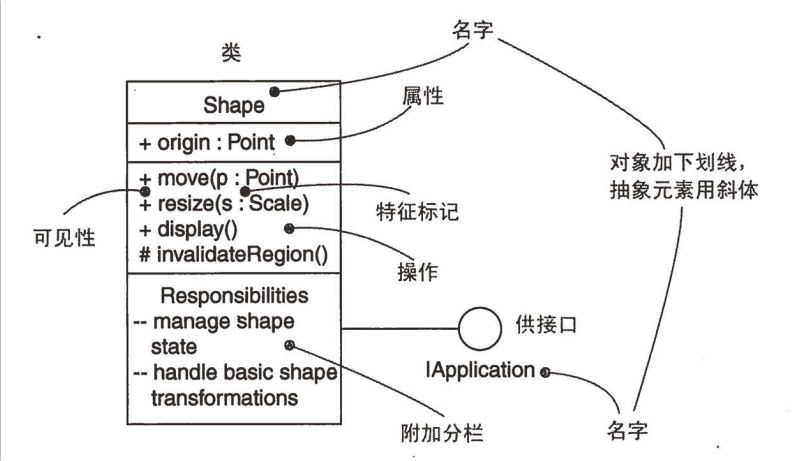 名字
类
Shape
属性
+ origin : Point
+ move(p : Point)
+ resize(s : Scale)
+ display()
# invalidateRegion()
可见性
特征标记
操作
对象加下划线，
抽象元素用斜体
Responsibilities
-- manage shape
state
-- handle basic shape
transformations
供接口
IApplication
附加分栏
名字